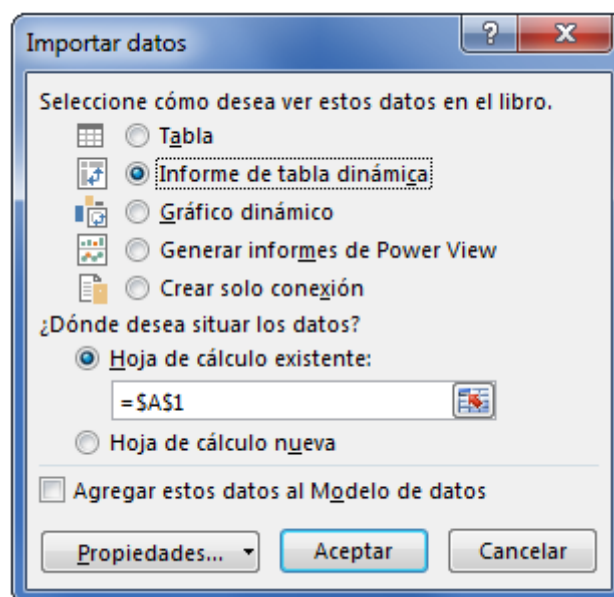 Importar datos
?
Seleccione cómo desea ver estos datos en el libro.
Tabla
Informe de tabla dinámica
Gráfico dinámico
Generar informes de Power View
Crear solo conexión
¿Dónde desea situar los datos?
Hoja de cálculo existente:
=$A$1
Hoja de cálculo nueva
Agregar estos datos al Modelo de datos
Propiedades... Aceptar Cancelar